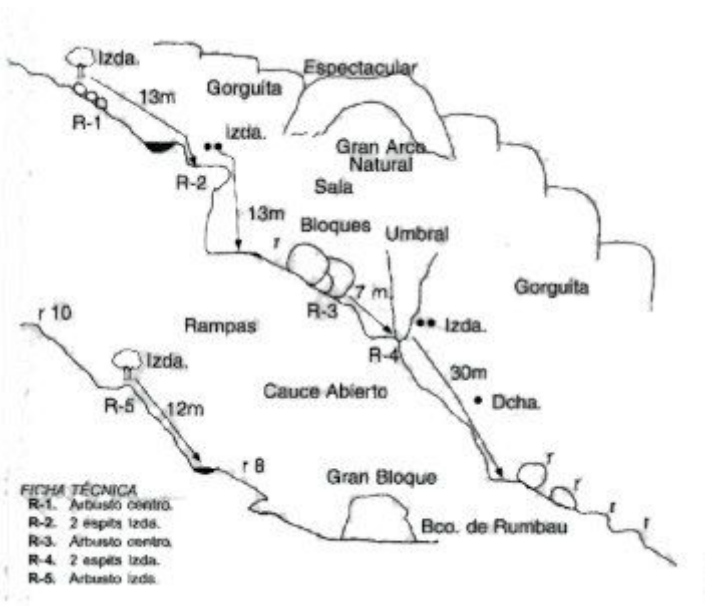 Izda.
Espectacular
13m
Gorguíta
R-1
izda.
Gran Arco
Natural
R-2
Sala
13m
Bloques
Umbral
r
7 m.
Gorguíta
R-3
r 10
Rampas
Izda.
R-4
Izda.
30m
Cauce Abierto
Dcha.
R-5
12m
r
r 8
r
Gran Bloque
r
r
Bco. de Rumbau
FICHA TÉCNICA
R-1. Arbusto centro.
R-2. 2 espits Izda.
R-3. Arbusto centro.
R-4. 2 espits Izda.
R-5. Arbusto Izda.